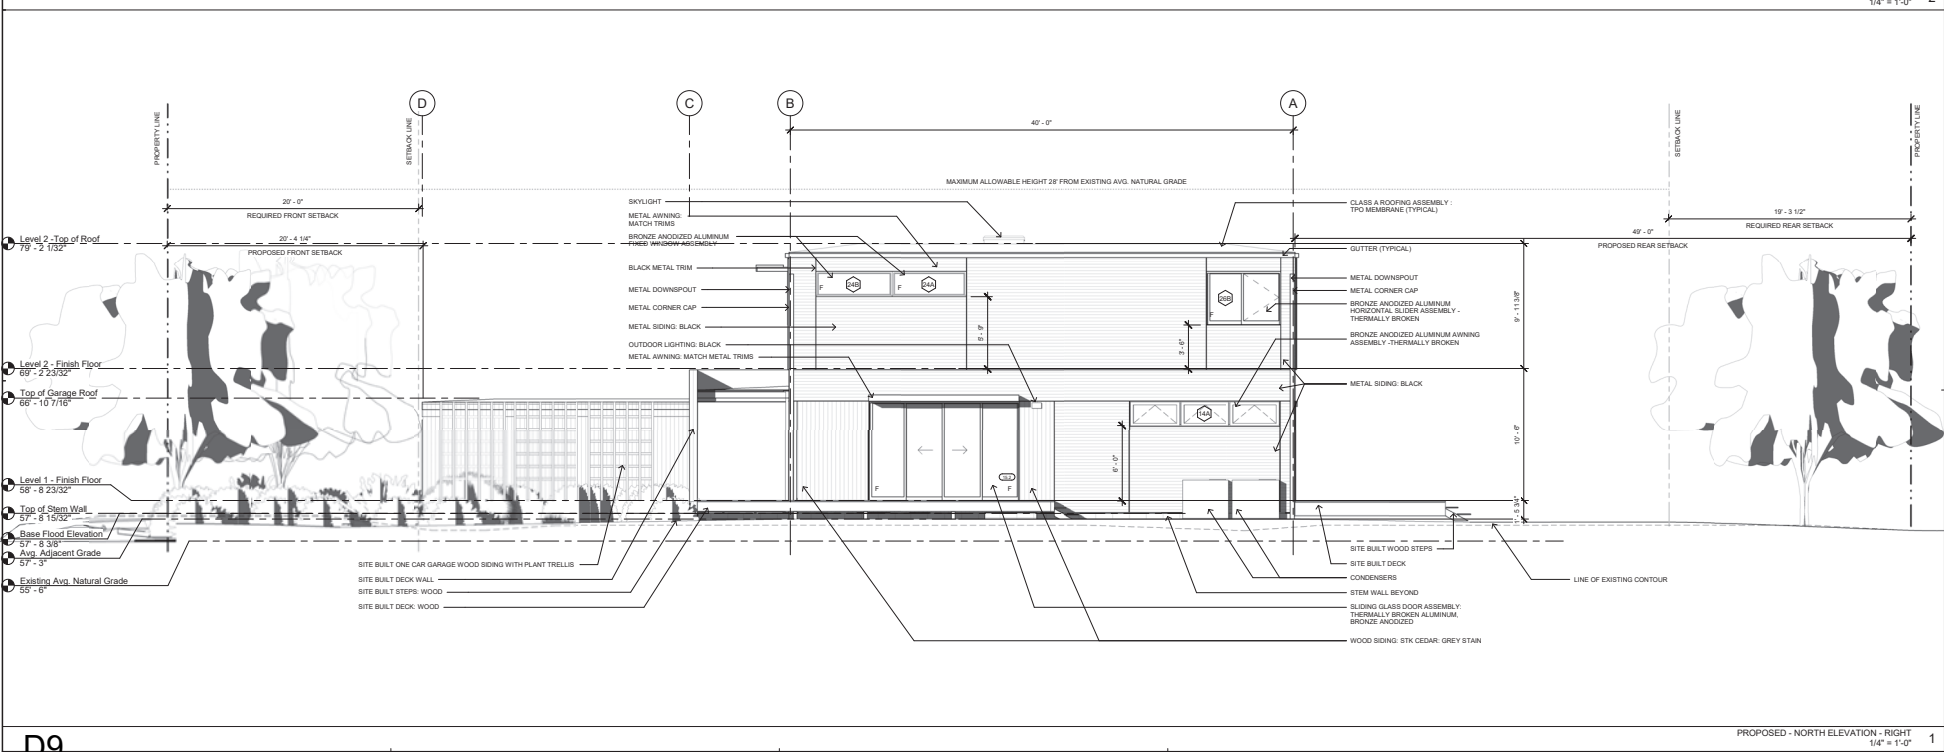 1/4" = 1'-0"
D
C
B
A
40' - 0"
PROPERTY LINE
SETBACK LINE
SETBACK LINE
PROPERTY LINE
MAXIMUM ALLOWABLE HEIGHT 28' FROM EXISTING AVG. NATURAL GRADE
20' - 0"
REQUIRED FRONT SETBACK
20' - 4 1/4"
PROPOSED FRONT SETBACK
19' - 3 1/2"
REQUIRED REAR SETBACK
49' - 0"
PROPOSED REAR SETBACK
Level 2 -Top of Roof
79' - 2 1/32"
Level 2 - Finish Floor
69' - 2 23/32"
Top of Garage Roof
66' - 10 7/16"
Level 1 - Finish Floor
58' - 8 23/32"
Top of Stem Wall
57' - 8 15/32"
Base Flood Elevation
57' - 8 3/8"
Avg. Adjacent Grade
57' - 3"
Existing Avg. Natural Grade
55' - 6"
SKYLIGHT
METAL AWNING:
MATCH TRIMS
BRONZE ANODIZED ALUMINUM
FIXED WINDOW ASSEMBLY
BLACK METAL TRIM
METAL DOWNSPOUT
METAL CORNER CAP
METAL SIDING: BLACK
OUTDOOR LIGHTING: BLACK
METAL AWNING: MATCH METAL TRIMS
F
24B
F
24A
26B
F
6' - 9"
3' - 6"
14A
6' - 0"
F
F
CLASS A ROOFING ASSEMBLY :
TPO MEMBRANE (TYPICAL)
GUTTER (TYPICAL)
METAL DOWNSPOUT
METAL CORNER CAP
BRONZE ANODIZED ALUMINUM
HORIZONTAL SLIDER ASSEMBLY -
THERMALLY BROKEN
BRONZE ANODIZED ALUMINUM AWNING
ASSEMBLY -THERMALLY BROKEN
METAL SIDING: BLACK
9' - 11 3/8"
10' - 6"
1' - 5 3/4"
SITE BUILT ONE CAR GARAGE WOOD SIDING WITH PLANT TRELLIS
SITE BUILT DECK WALL
SITE BUILT STEPS: WOOD
SITE BUILT DECK: WOOD
SITE BUILT WOOD STEPS
SITE BUILT DECK
CONDENSERS
STEM WALL BEYOND
SLIDING GLASS DOOR ASSEMBLY:
THERMALLY BROKEN ALUMINUM,
BRONZE ANODIZED
WOOD SIDING: STK CEDAR: GREY STAIN
LINE OF EXISTING CONTOUR
D9
PROPOSED - NORTH ELEVATION - RIGHT
1/4" = 1'-0"
1